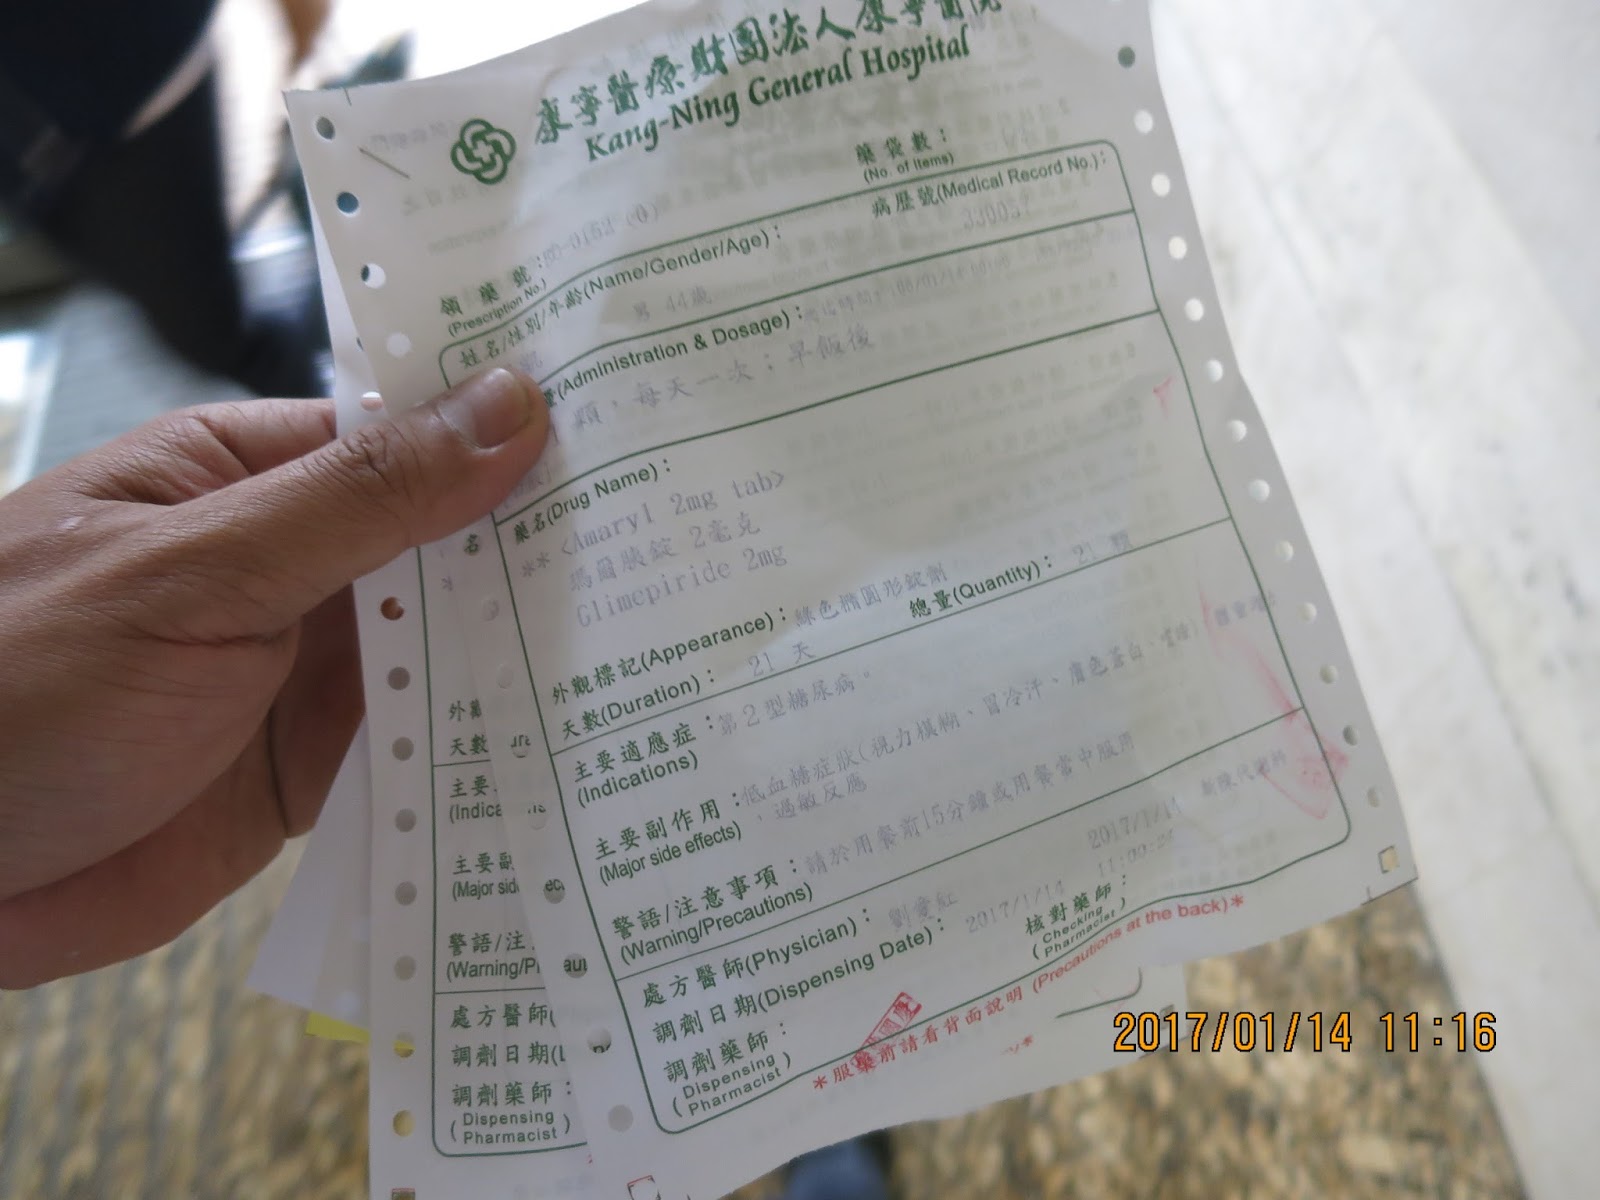 康寧醫療財團法人康寧醫院
Kang-Ning General Hospital
藥袋數：
(No. of Items)
領藥號：
(Prescription No.)
病歷號(Medical Record No.)：
姓名/性別/年齡(Name/Gender/Age)：
男 44歲
(Administration & Dosage)：
顆，每天一次；早飯後
藥名(Drug Name)：
** <Amaryl 2mg tab>
瑪爾胰錠 2毫克
Glimepiride 2mg
外觀標記(Appearance)：綠色橢圓形錠劑
天數(Duration)： 21 天 總量(Quantity)： 21 顆
主要適應症：第2型糖尿病。
(Indications)
主要副作用：低血糖症狀(視力模糊、冒冷汗、膚色蒼白、
(Major side effects)、過敏反應
警語/注意事項：請於用餐前15分鐘或用餐當中服用
(Warning/Precautions)
處方醫師(Physician)： 2017/1/14 新陳代謝科
調劑日期(Dispensing Date)： 2017/1/14
調劑藥師：
(Dispensing Pharmacist)
核對藥師：
(Checking Pharmacist)
*服藥前請看背面說明 (Precautions at the back)*
名
外
天數
主要
(Indica
主要副
(Major sid
警語/注
(Warning/P
處方醫師(
調劑日期(
調劑藥師：
(Dispensing Pharmacist)
2017/01/14 11:16